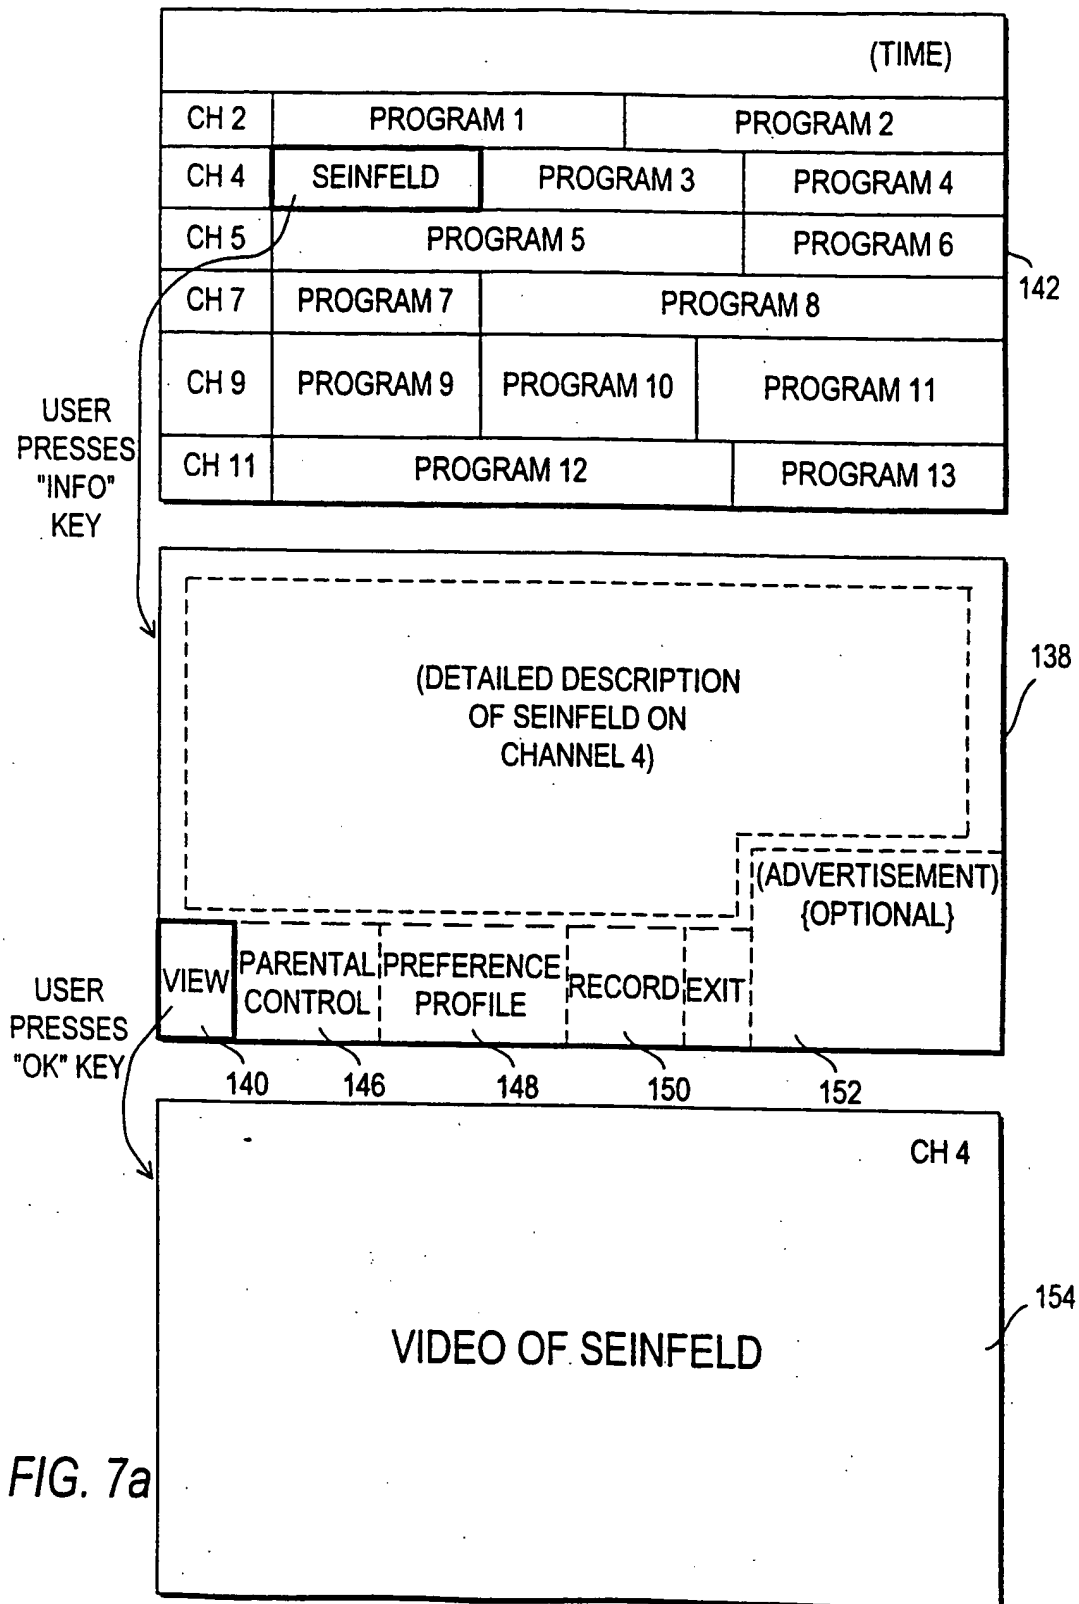 (TIME)
CH 2 PROGRAM 1 PROGRAM 2
CH 4 SEINFELD PROGRAM 3 PROGRAM 4
CH 5 PROGRAM 5 PROGRAM 6
142
CH 7 PROGRAM 7 PROGRAM 8
CH 9 PROGRAM 9 PROGRAM 10 PROGRAM 11
CH 11 PROGRAM 12 PROGRAM 13
USER
PRESSES
"INFO"
KEY
(DETAILED DESCRIPTION
OF SEINFELD ON
CHANNEL 4)
138
(ADVERTISEMENT)
{OPTIONAL}
VIEW
PARENTAL
CONTROL
PREFERENCE
PROFILE
RECORD
EXIT
USER
PRESSES
"OK" KEY
140 146 148 150 152
CH 4
VIDEO OF SEINFELD
154
FIG. 7a